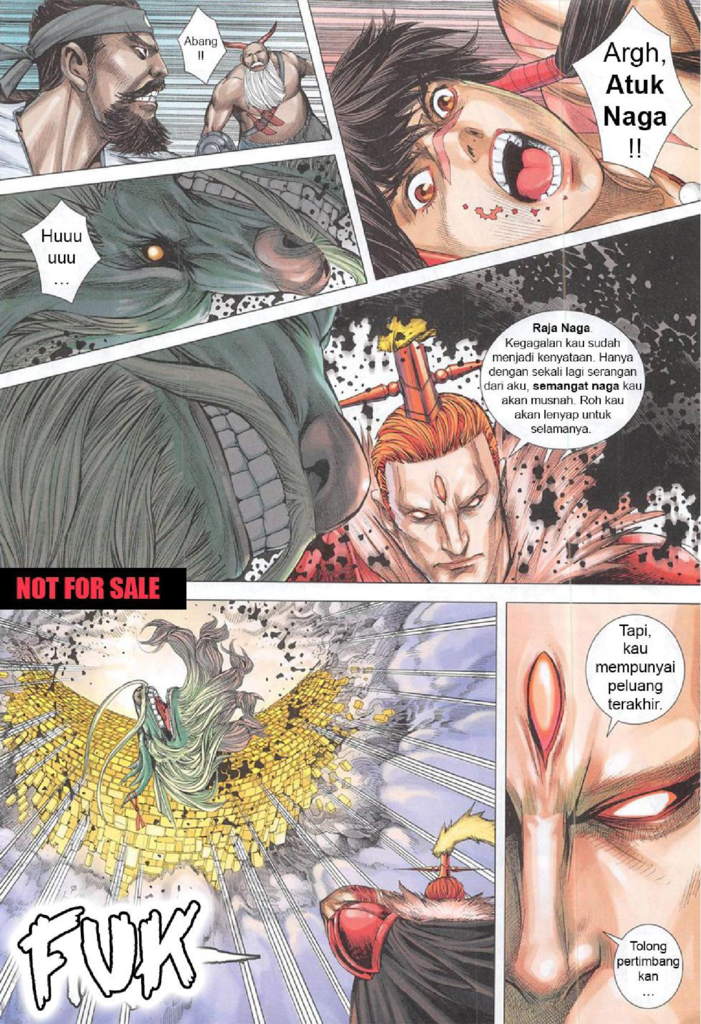 Abang
!!
Argh,
Atuk
Naga
!!
Huuu
uuu
...
Raja Naga.
Kegagalan kau sudah
menjadi kenyataan. Hanya
dengan sekali lagi serangan
dari aku, semangat naga kau
akan musnah. Roh kau
akan lenyap untuk
selamanya.
NOT FOR SALE
FUK
Tapi,
kau
mempunyai
peluang
terakhir.
Tolong
pertimbang
kan
...